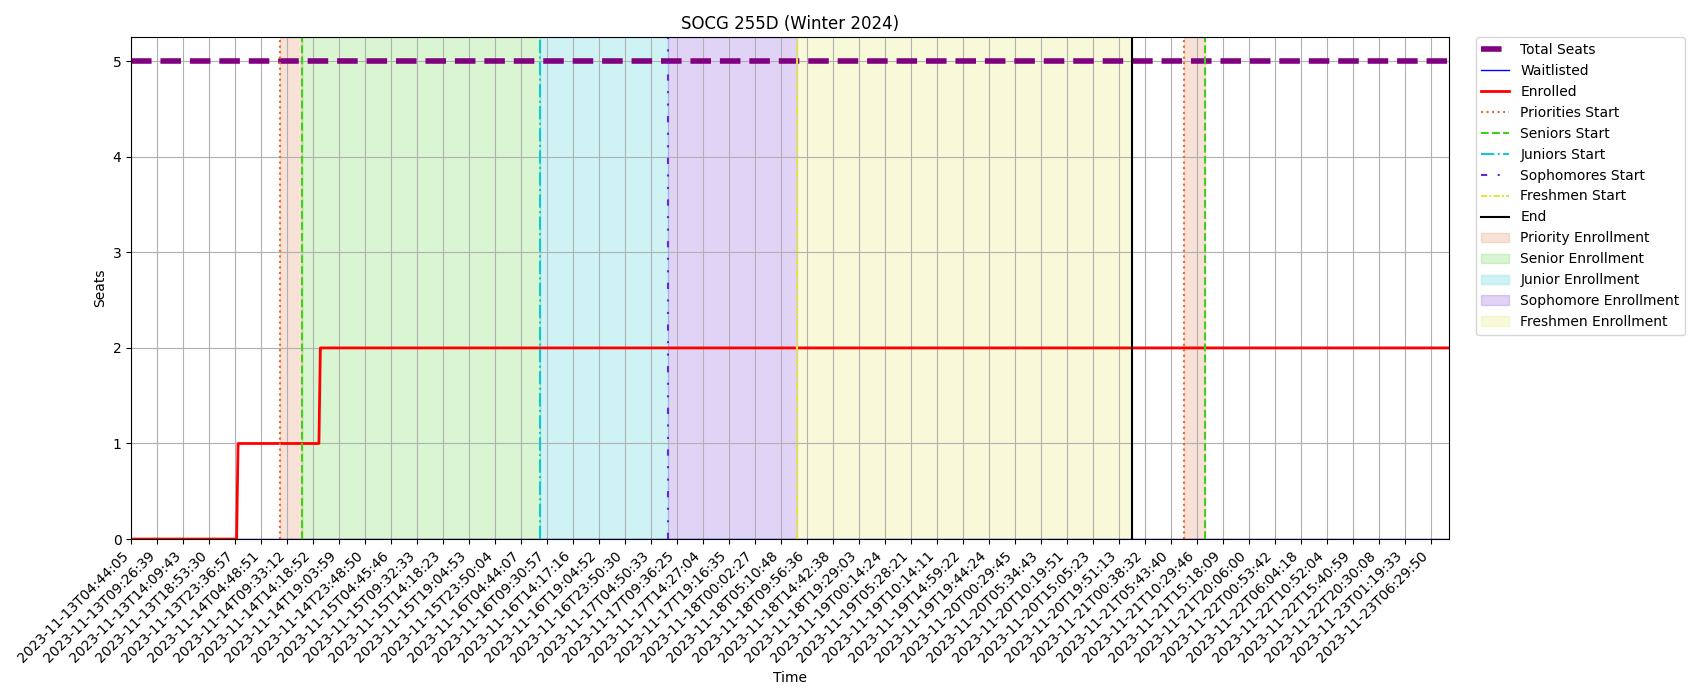 SOCG 255D (Winter 2024)
Seats
5
4
3
2
1
0
2023-11-13T04:44:05
2023-11-13T09:26:39
2023-11-13T14:09:43
2023-11-13T18:53:30
2023-11-13T23:36:57
2023-11-14T04:48:51
2023-11-14T09:33:12
2023-11-14T14:18:52
2023-11-14T19:03:59
2023-11-14T23:48:50
2023-11-15T04:45:46
2023-11-15T09:32:33
2023-11-15T14:18:23
2023-11-15T19:04:53
2023-11-15T23:50:04
2023-11-16T04:44:07
2023-11-16T09:30:57
2023-11-16T14:17:16
2023-11-16T19:04:52
2023-11-16T23:50:30
2023-11-17T04:50:33
2023-11-17T09:36:25
2023-11-17T14:27:04
2023-11-17T19:16:35
2023-11-18T00:02:27
2023-11-18T05:10:48
2023-11-18T09:56:36
2023-11-18T14:42:38
2023-11-18T19:29:03
2023-11-19T00:14:24
2023-11-19T05:28:21
2023-11-19T10:14:11
2023-11-19T14:59:22
2023-11-19T19:44:24
2023-11-20T00:29:45
2023-11-20T05:34:43
2023-11-20T10:19:51
2023-11-20T15:05:23
2023-11-20T19:51:13
2023-11-21T00:38:32
2023-11-21T05:43:40
2023-11-21T10:29:46
2023-11-21T15:18:09
2023-11-21T20:06:00
2023-11-22T00:53:42
2023-11-22T06:04:18
2023-11-22T10:52:04
2023-11-22T15:40:59
2023-11-22T20:30:08
2023-11-23T01:19:33
2023-11-23T06:29:50
Time
Total Seats
Waitlisted
Enrolled
Priorities Start
Seniors Start
Juniors Start
Sophomores Start
Freshmen Start
End
Priority Enrollment
Senior Enrollment
Junior Enrollment
Sophomore Enrollment
Freshmen Enrollment